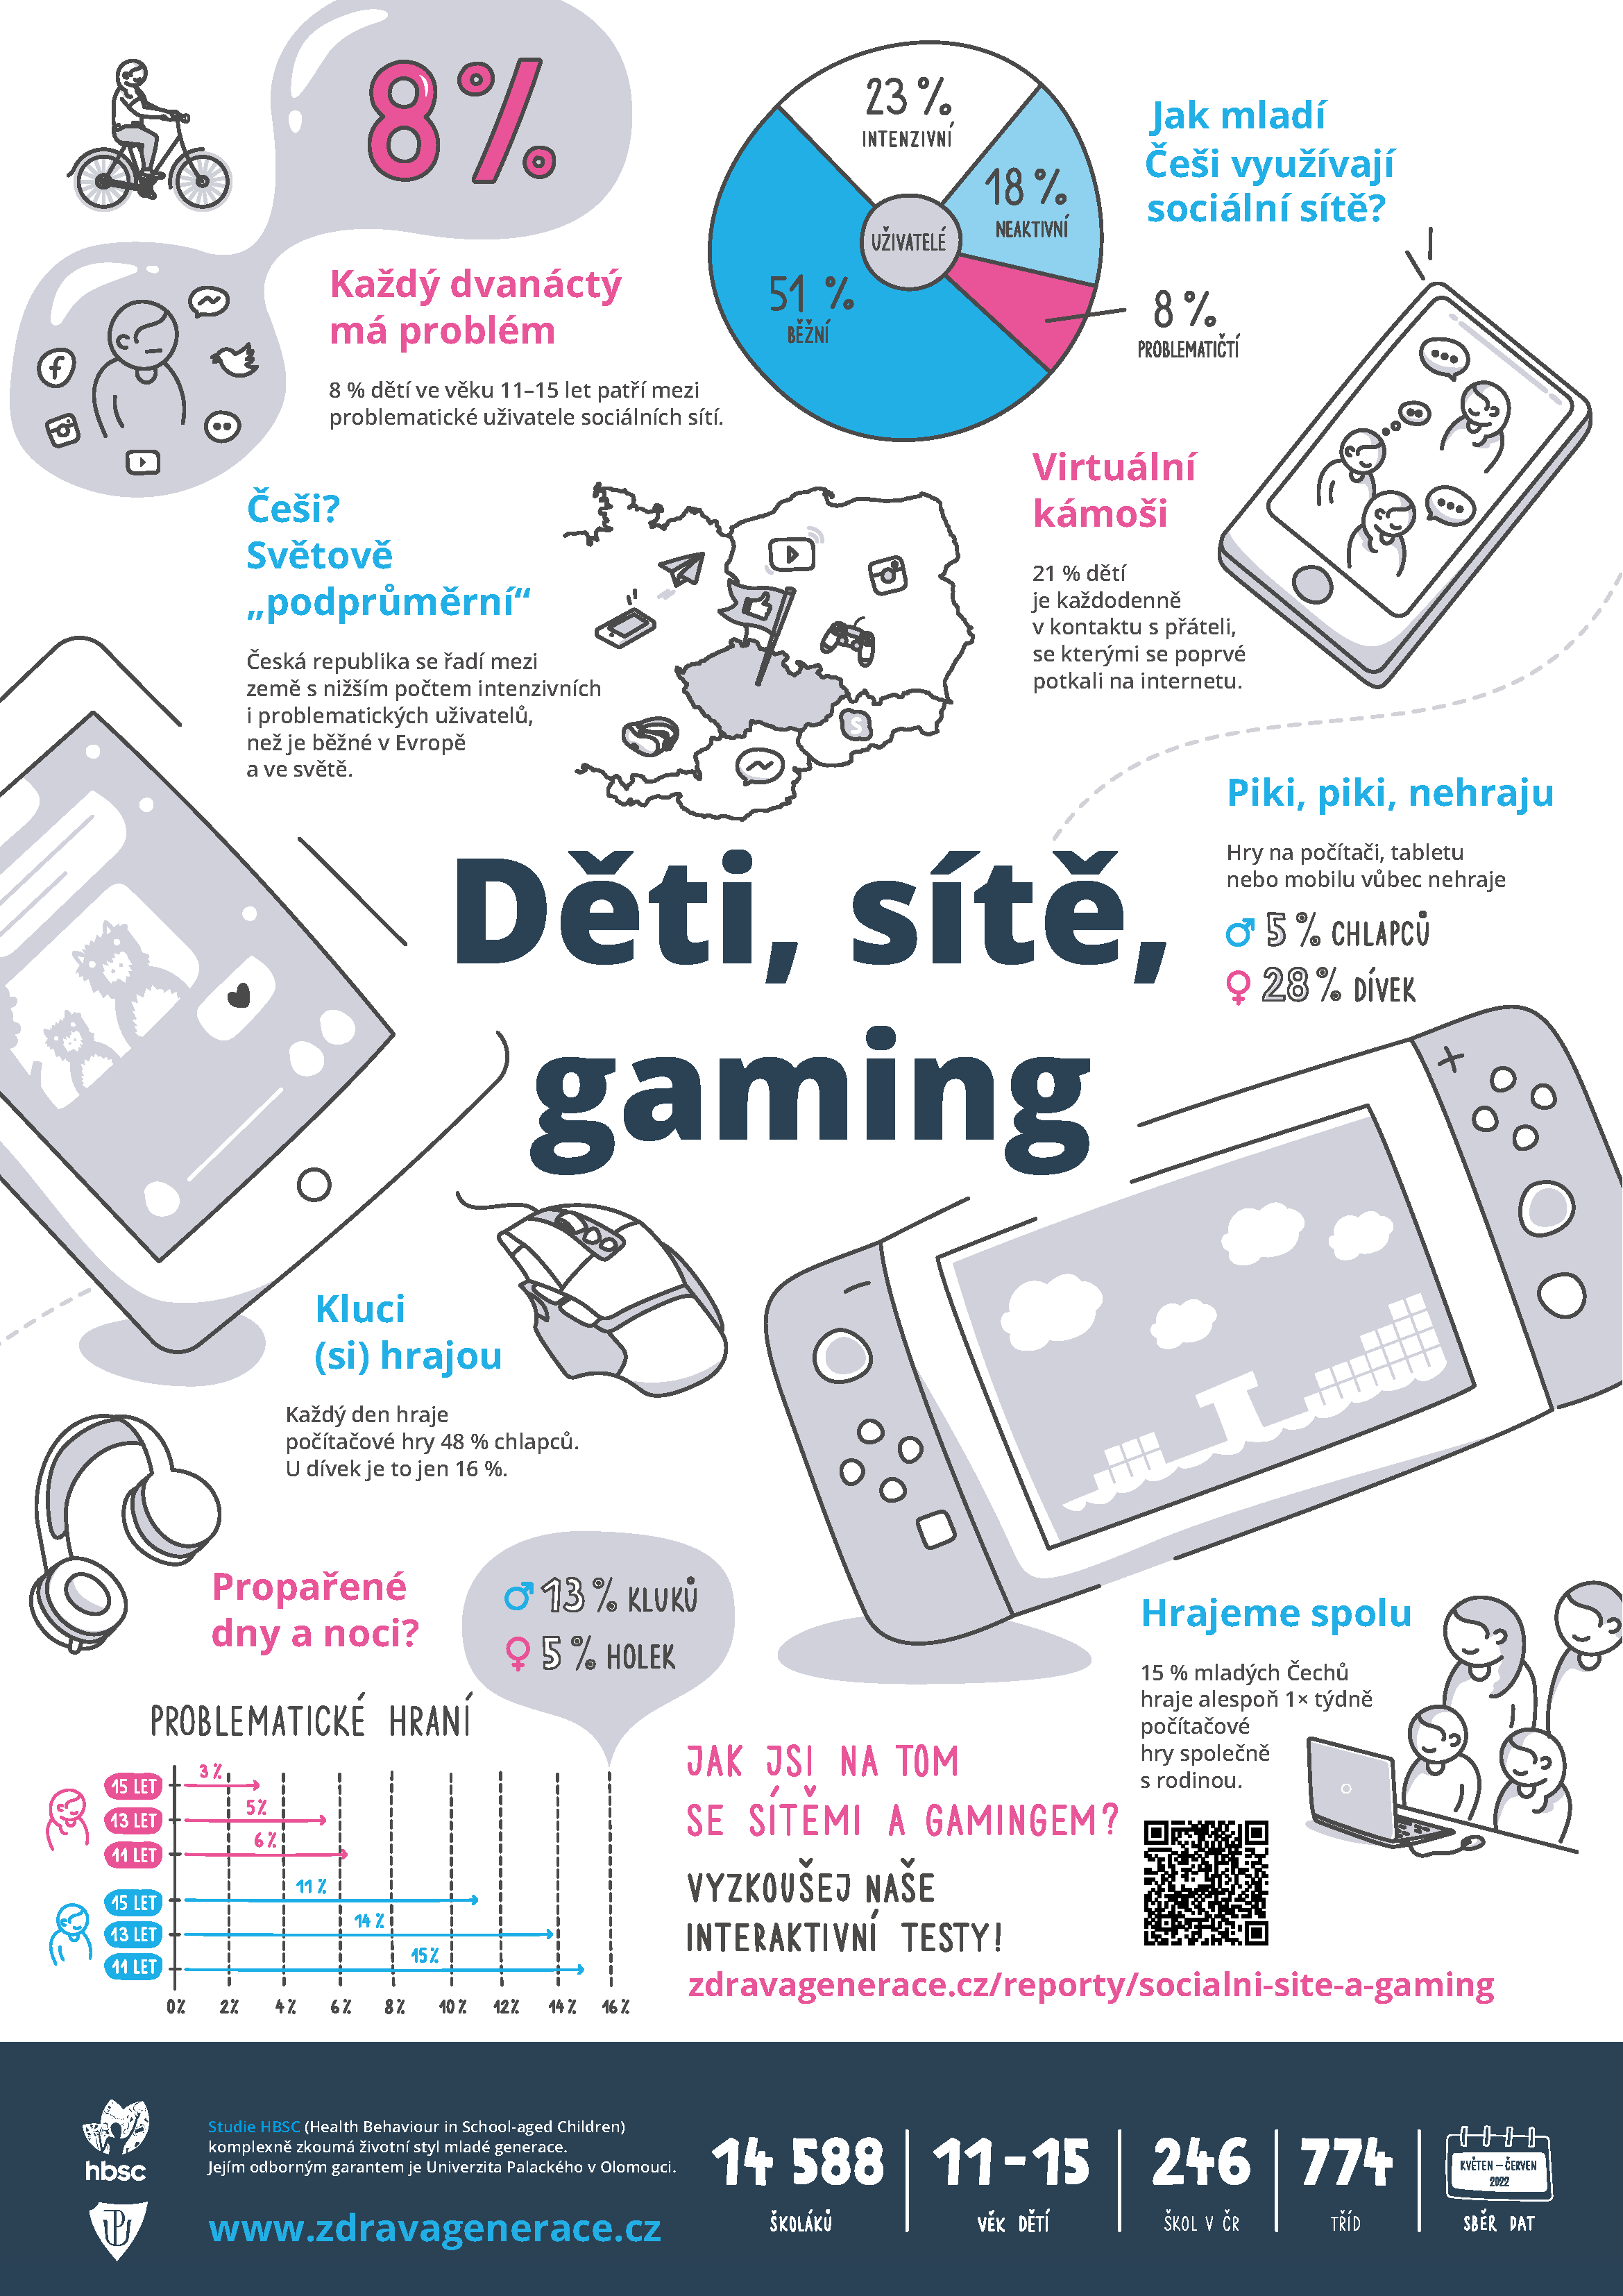 8%
Každý dvanáctý
má problém
8 % dětí ve věku 11–15 let patří mezi
problematické uživatele sociálních sítí.
23 %
INTENZIVNÍ
18 %
NEAKTIVNÍ
UŽIVATELÉ
51 %
BĚŽNÍ
8 %
PROBLEMATIČTÍ
Jak mladí
Češi využívají
sociální sítě?
Češi?
Světově
„podprůměrní“
Česká republika se řadí mezi
země s nižším počtem intenzivních
i problematických uživatelů,
než je běžné v Evropě
a ve světě.
S
Virtuální
kámoši
21 % dětí
je každodenně
v kontaktu s přáteli,
se kterými se poprvé
potkali na internetu.
Piki, piki, nehraju
Hry na počítači, tabletu
nebo mobilu vůbec nehraje
♂ 5 % CHLAPCŮ
♀ 28 % DÍVEK
Děti, sítě,
gaming
Kluci
(si) hrajou
Každý den hraje
počítačové hry 48 % chlapců.
U dívek je to jen 16 %.
Propařené
dny a noci?
♂ 13 % KLUKŮ
♀ 5 % HOLEK
PROBLEMATICKÉ HRANÍ
15 LET 3 %
13 LET 5 %
11 LET 6 %
15 LET 11 %
13 LET 14 %
11 LET 15 %
0 % 2 % 4 % 6 % 8 % 10 % 12 % 14 % 16 %
Hrajeme spolu
15 % mladých Čechů
hraje alespoň 1× týdně
počítačové
hry společně
s rodinou.
JAK JSI NA TOM
SE SÍTĚMI A GAMINGEM?
VYZKOUŠEJ NAŠE
INTERAKTIVNÍ TESTY!
zdravagenerace.cz/reporty/socialni-site-a-gaming
hbsc
Studie HBSC (Health Behaviour in School-aged Children)
komplexně zkoumá životní styl mladé generace.
Jejím odborným garantem je Univerzita Palackého v Olomouci.
www.zdravagenerace.cz
14 588
ŠKOLÁKŮ
11–15
VĚK DĚTÍ
246
ŠKOL V ČR
774
TŘÍD
KVĚTEN – ČERVEN
2022
SBĚR DAT